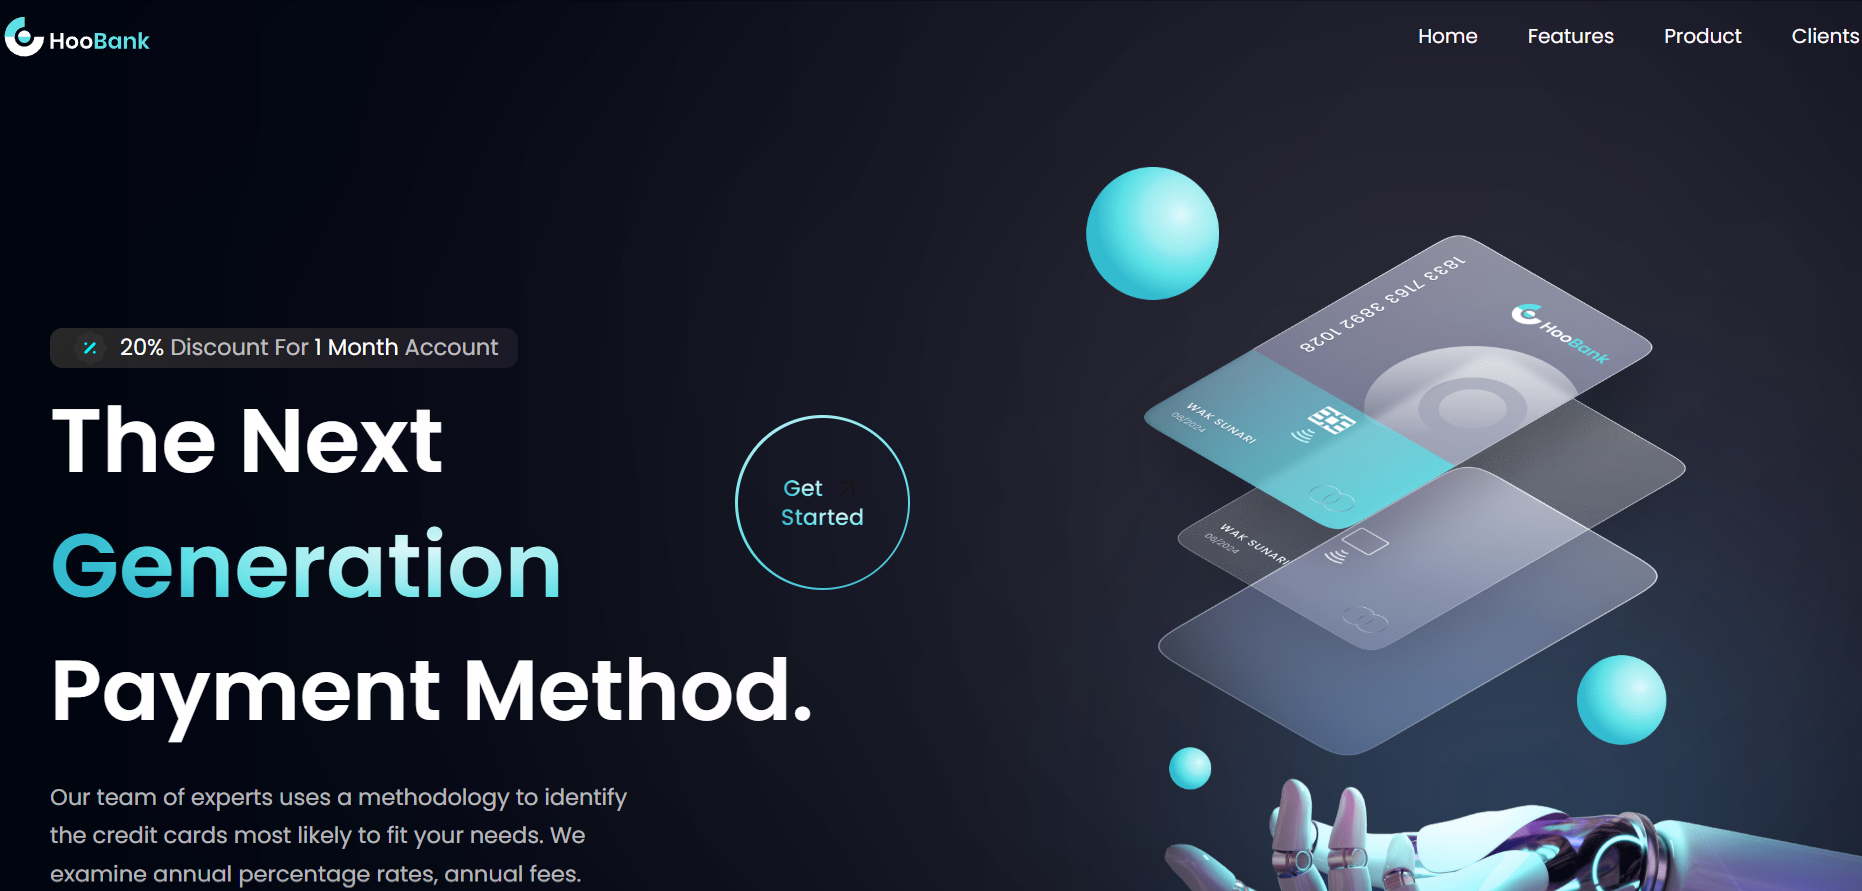 HooBank
Home Features Product Clients
20% Discount For 1 Month Account
The Next
Generation
Payment Method.
Get
Started
Our team of experts uses a methodology to identify
the credit cards most likely to fit your needs. We
examine annual percentage rates, annual fees.
1833 7163 3892 1028
HooBank
WAK SUNARI
08/2024
WAK SUNARI
08/2024